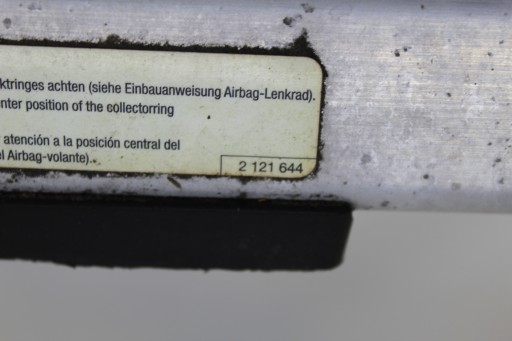 ktringes achten (siehe Einbauanweisung Airbag-Lenkrad).
nter position of the collectorring
atención a la posición central del
l Airbag-volante).
2 121 644